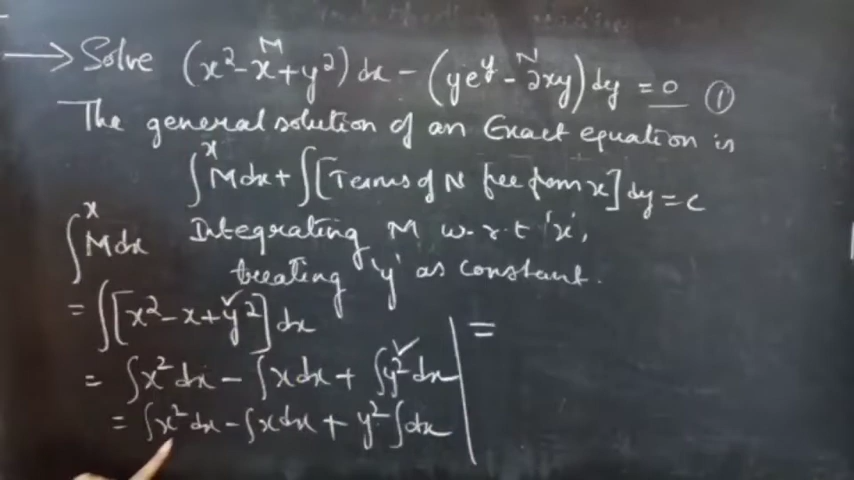 → Solve (x² - x + y²) dx - (ye^y - 2xy) dy = 0 ①
M N
The general solution of an Exact equation is
∫^x M dx + ∫ [Terms of N free from x] dy = c
∫^x M dx Integrating M w.r.t 'x',
treating 'y' as constant.
= ∫ [x² - x + y²] dx
= ∫ x² dx - ∫ x dx + ∫ y² dx | =
= ∫ x² dx - ∫ x dx + y² ∫ dx